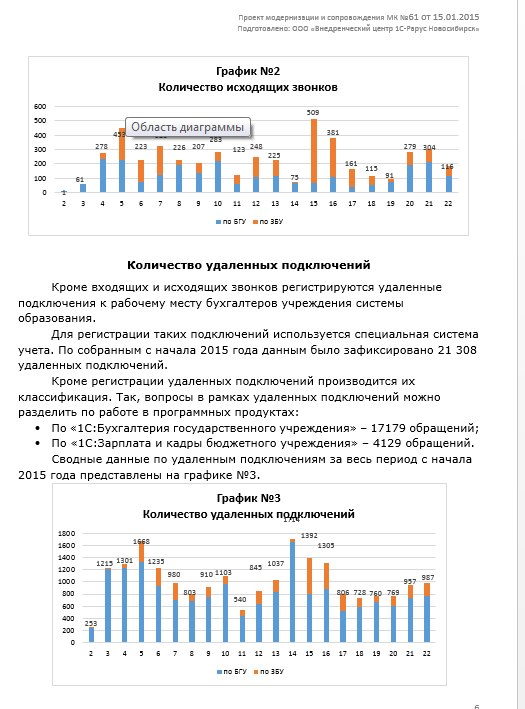 Проект модернизации и сопровождения МК №61 ОТ 15.01.2015
Подготовлено: ООО «Внедренческий центр 1С-Рарус Новосибирск»
График №2
Количество исходящих звонков
600
500
400
300
200
100
0
1
61
278
453
223
226
207
283
123
248
225
75
509
381
161
115
91
279
304
116
Область диаграммы
2 3 4 5 6 7 8 9 10 11 12 13 14 15 16 17 18 19 20 21 22
по БГУ по ЗБУ
Количество удаленных подключений
Кроме входящих и исходящих звонков регистрируются удаленные
подключения к рабочему месту бухгалтеров учреждения системы
образования.
Для регистрации таких подключений используется специальная система
учета. По собранным с начала 2015 года данным было зафиксировано 21 308
удаленных подключений.
Кроме регистрации удаленных подключений производится их
классификация. Так, вопросы в рамках удаленных подключений можно
разделить по работе в программных продуктах:
• По «1С:Бухгалтерия государственного учреждения» – 17179 обращений;
• По «1С:Зарплата и кадры бюджетного учреждения» – 4129 обращений.
Сводные данные по удаленным подключениям за весь период с начала
2015 года представлены на графике №3.
График №3
Количество удаленных подключений
1800
1600
1400
1200
1000
800
600
400
200
0
253
1215
1301
1668
1235
980
803
910
1103
540
845
1037
1714
1392
1305
806
728
760
769
957
987
2 3 4 5 6 7 8 9 10 11 12 13 14 15 16 17 18 19 20 21 22
по БГУ по ЗБУ